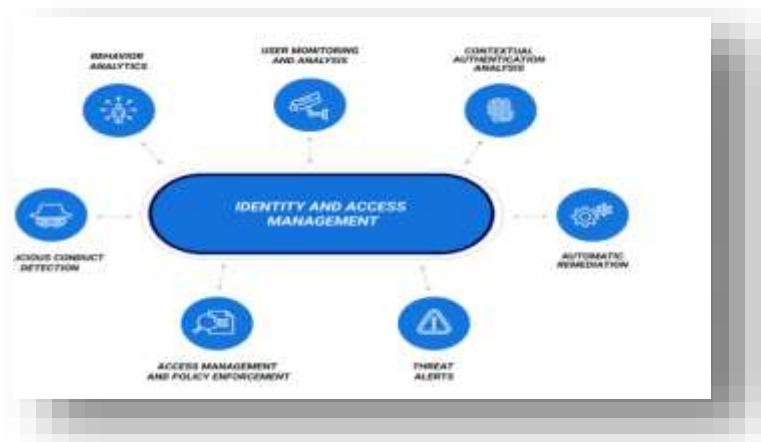 BEHAVIOR
ANALYTICS
USER MONITORING
AND ANALYSIS
CONTEXTUAL
AUTHENTICATION
ANALYSIS
IDENTITY AND ACCESS
MANAGEMENT
ICIOUS CONDUCT
DETECTION
AUTOMATIC
REMEDIATION
ACCESS MANAGEMENT
AND POLICY ENFORCEMENT
THREAT
ALERTS